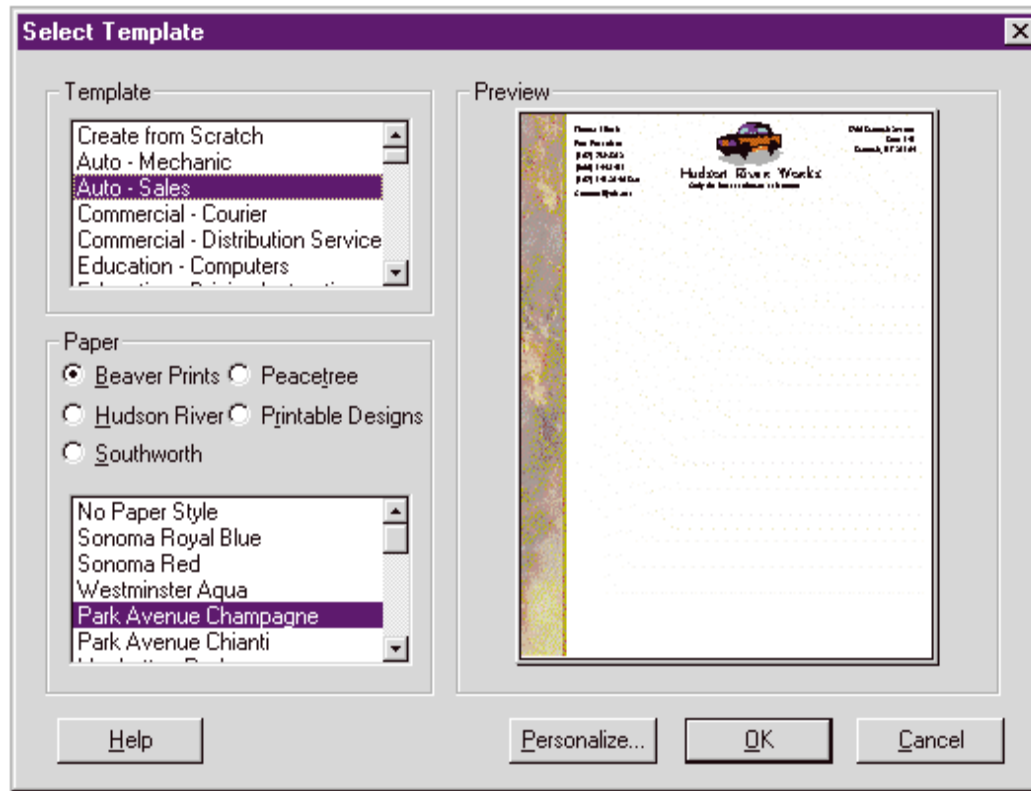 Select Template
Template
Create from Scratch
Auto - Mechanic
Auto - Sales
Commercial - Courier
Commercial - Distribution Service
Education - Computers
Paper
Beaver Prints
Peacetree
Hudson River
Printable Designs
Southworth
No Paper Style
Sonoma Royal Blue
Sonoma Red
Westminster Aqua
Park Avenue Champagne
Park Avenue Chianti
Preview
Hudson River Works
Help
Personalize...
OK
Cancel